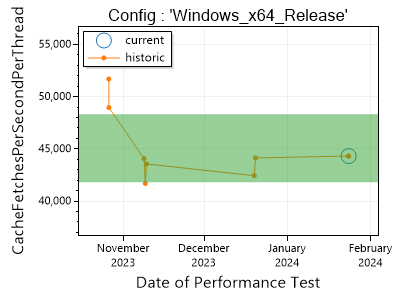 Config : 'Windows_x64_Release'
CacheFetchesPerSecondPerThread
55,000
50,000
45,000
40,000
current
historic
November
2023
December
2023
January
2024
February
2024
Date of Performance Test